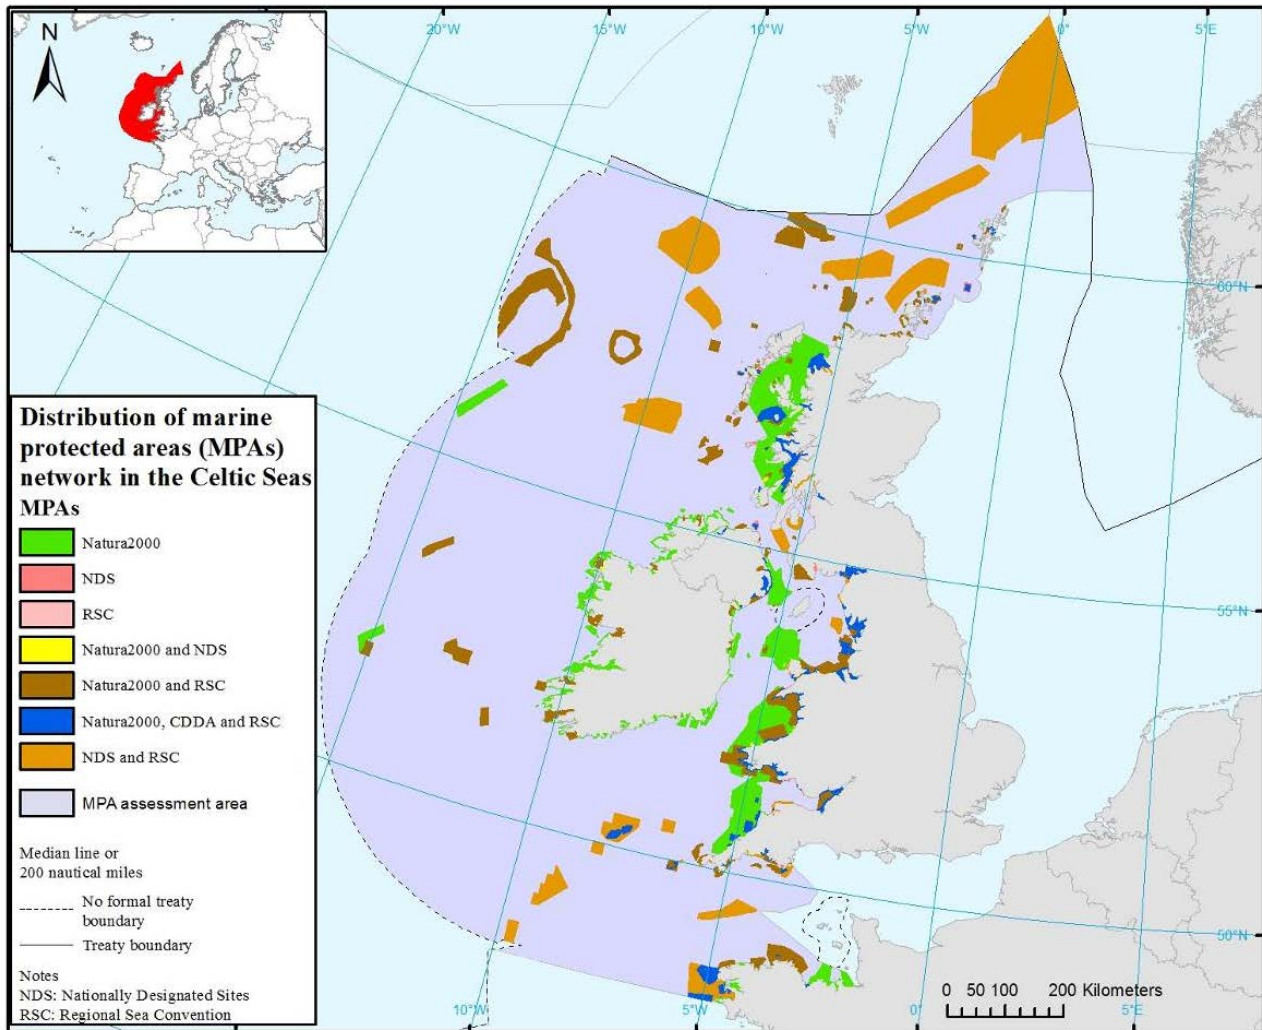 20°W
15°W
10°W
5°W
0°
5°E
N
60°N
Distribution of marine
protected areas (MPAs)
network in the Celtic Seas
MPAs
Natura2000
NDS
RSC
Natura2000 and NDS
Natura2000 and RSC
Natura2000, CDDA and RSC
NDS and RSC
MPA assessment area
Median line or
200 nautical miles
No formal treaty
boundary
Treaty boundary
Notes
NDS: Nationally Designated Sites
RSC: Regional Sea Convention
55°N
50°N
0 50 100 200 Kilometers
10°W
5°W
0°
5°E